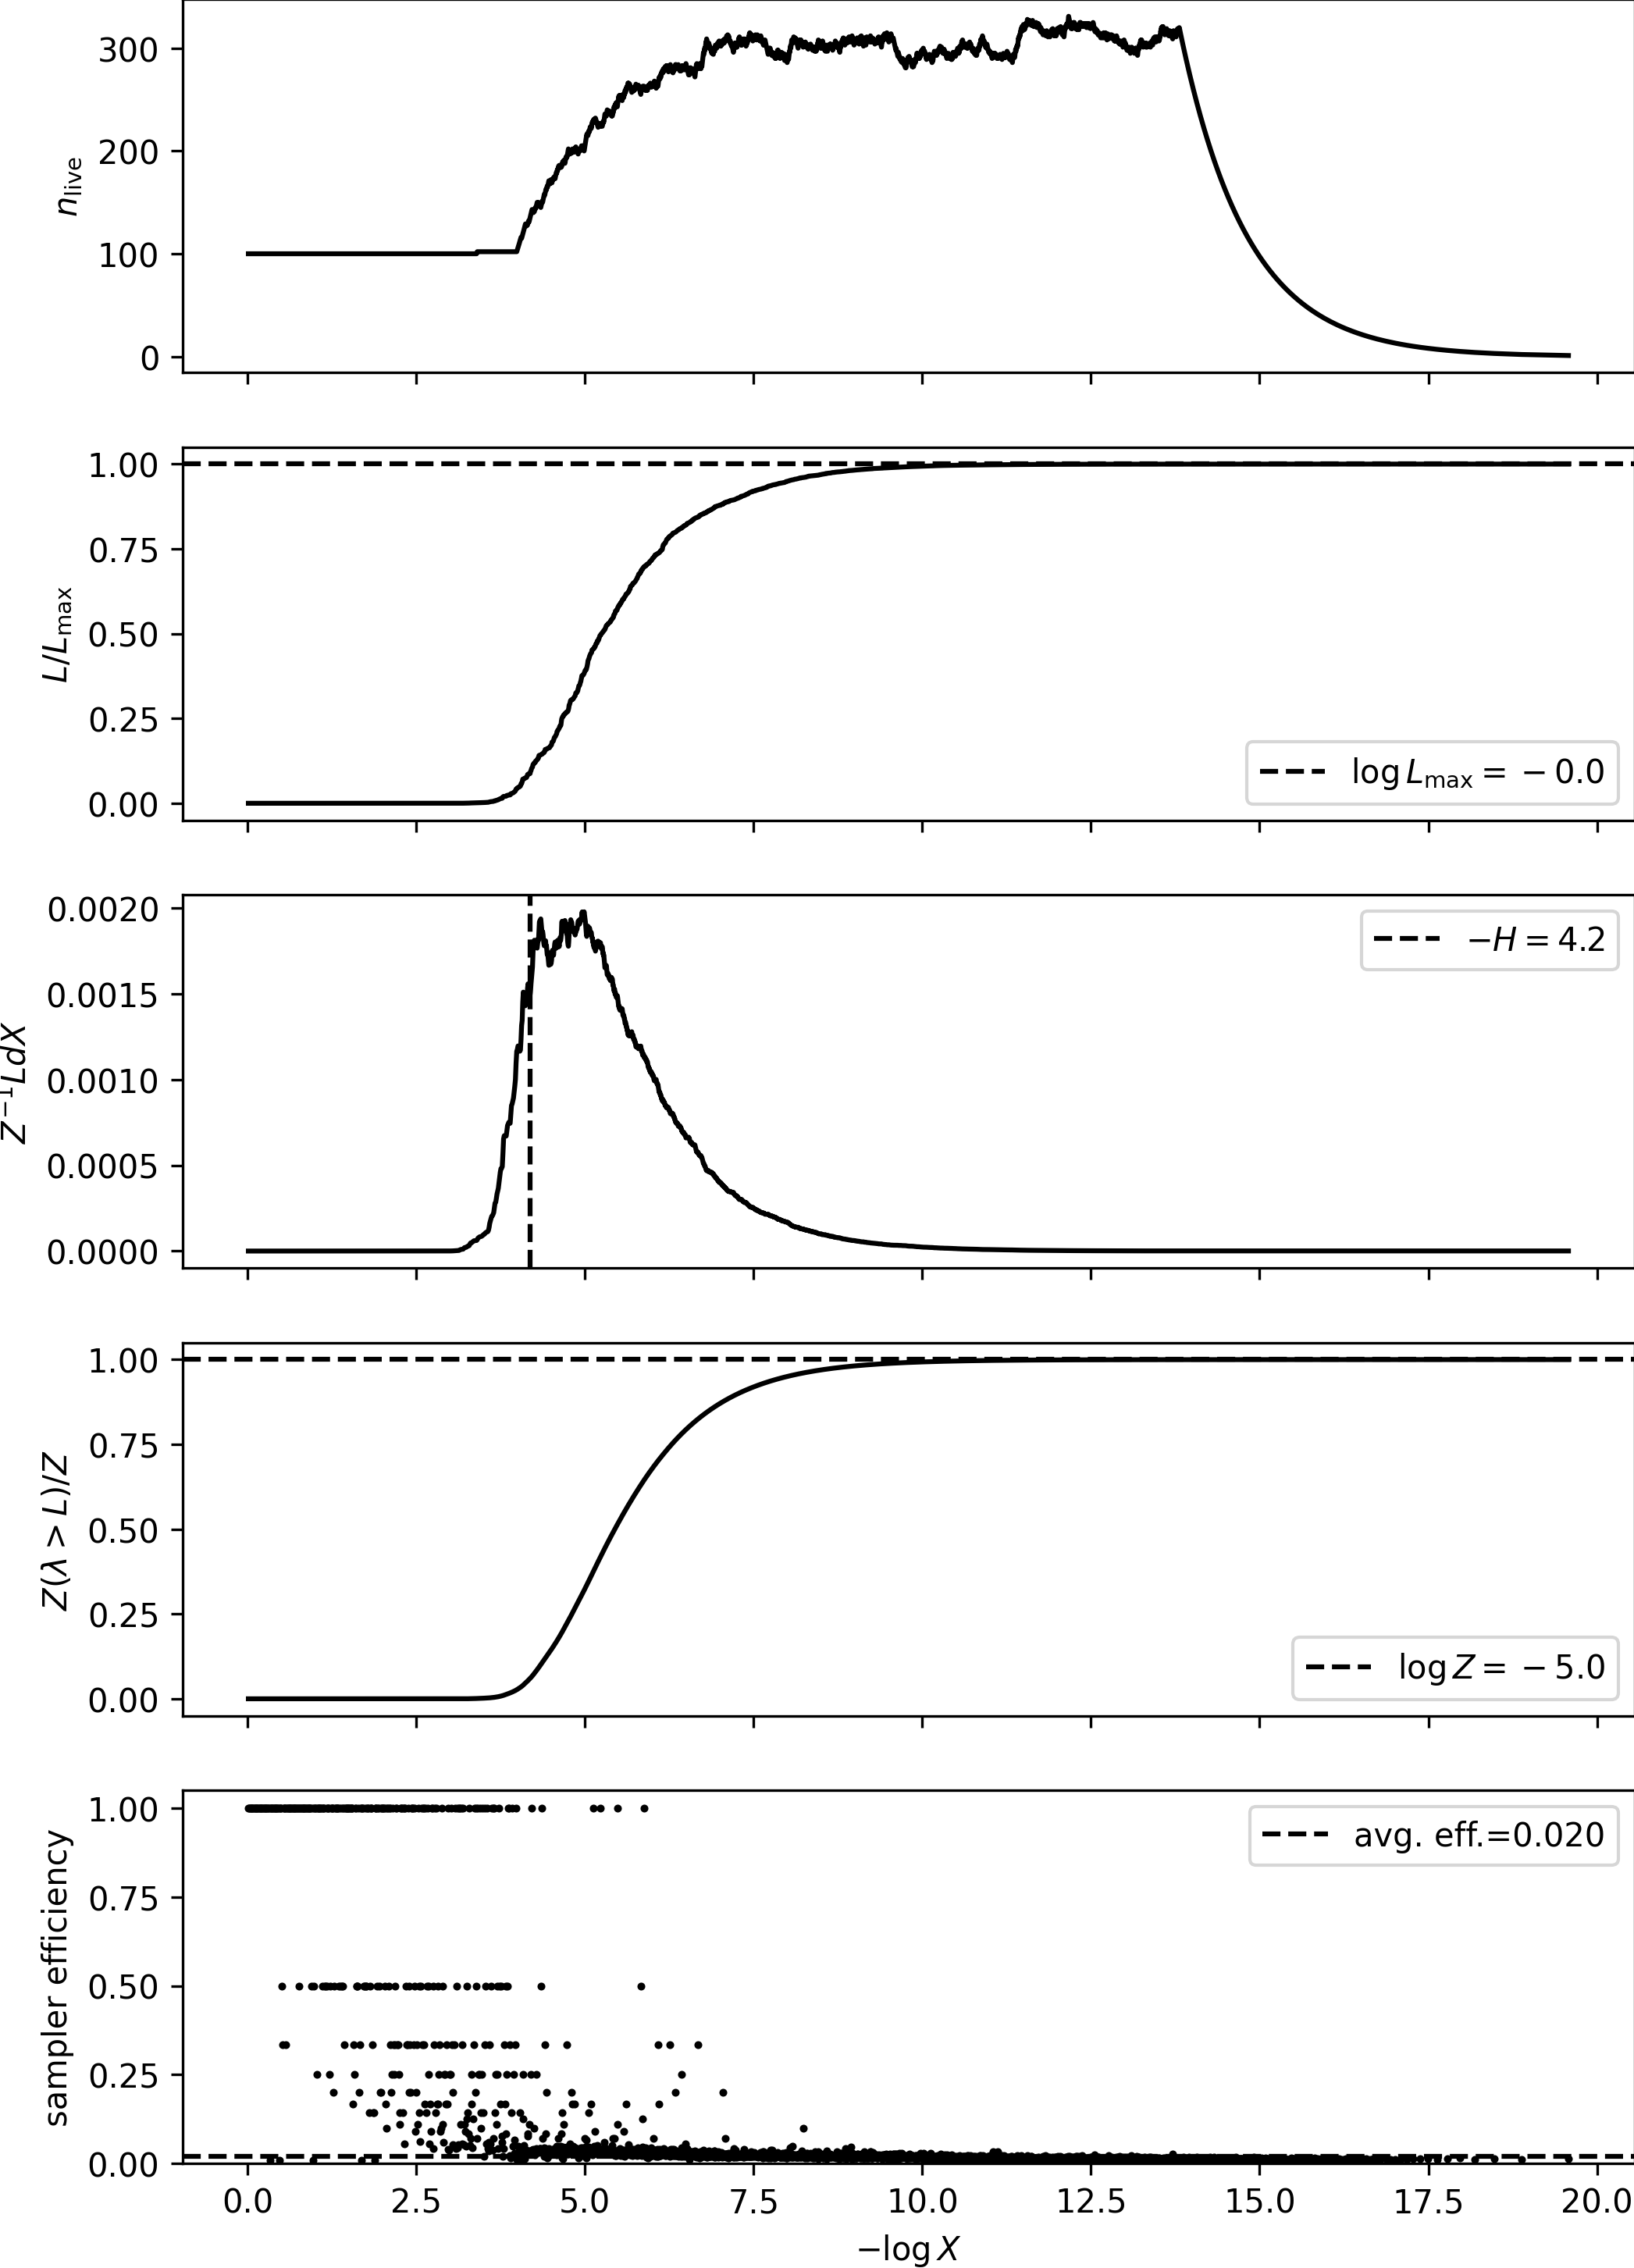 300
200
100
0
n_live
1.00
0.75
0.50
0.25
0.00
L/L_max
log L_max = −0.0
0.0020
0.0015
0.0010
0.0005
0.0000
Z⁻¹LdX
−H = 4.2
1.00
0.75
0.50
0.25
0.00
Z(λ > L)/Z
log Z = −5.0
1.00
0.75
0.50
0.25
0.00
sampler efficiency
avg. eff.=0.020
0.0 2.5 5.0 7.5 10.0 12.5 15.0 17.5 20.0
−log X